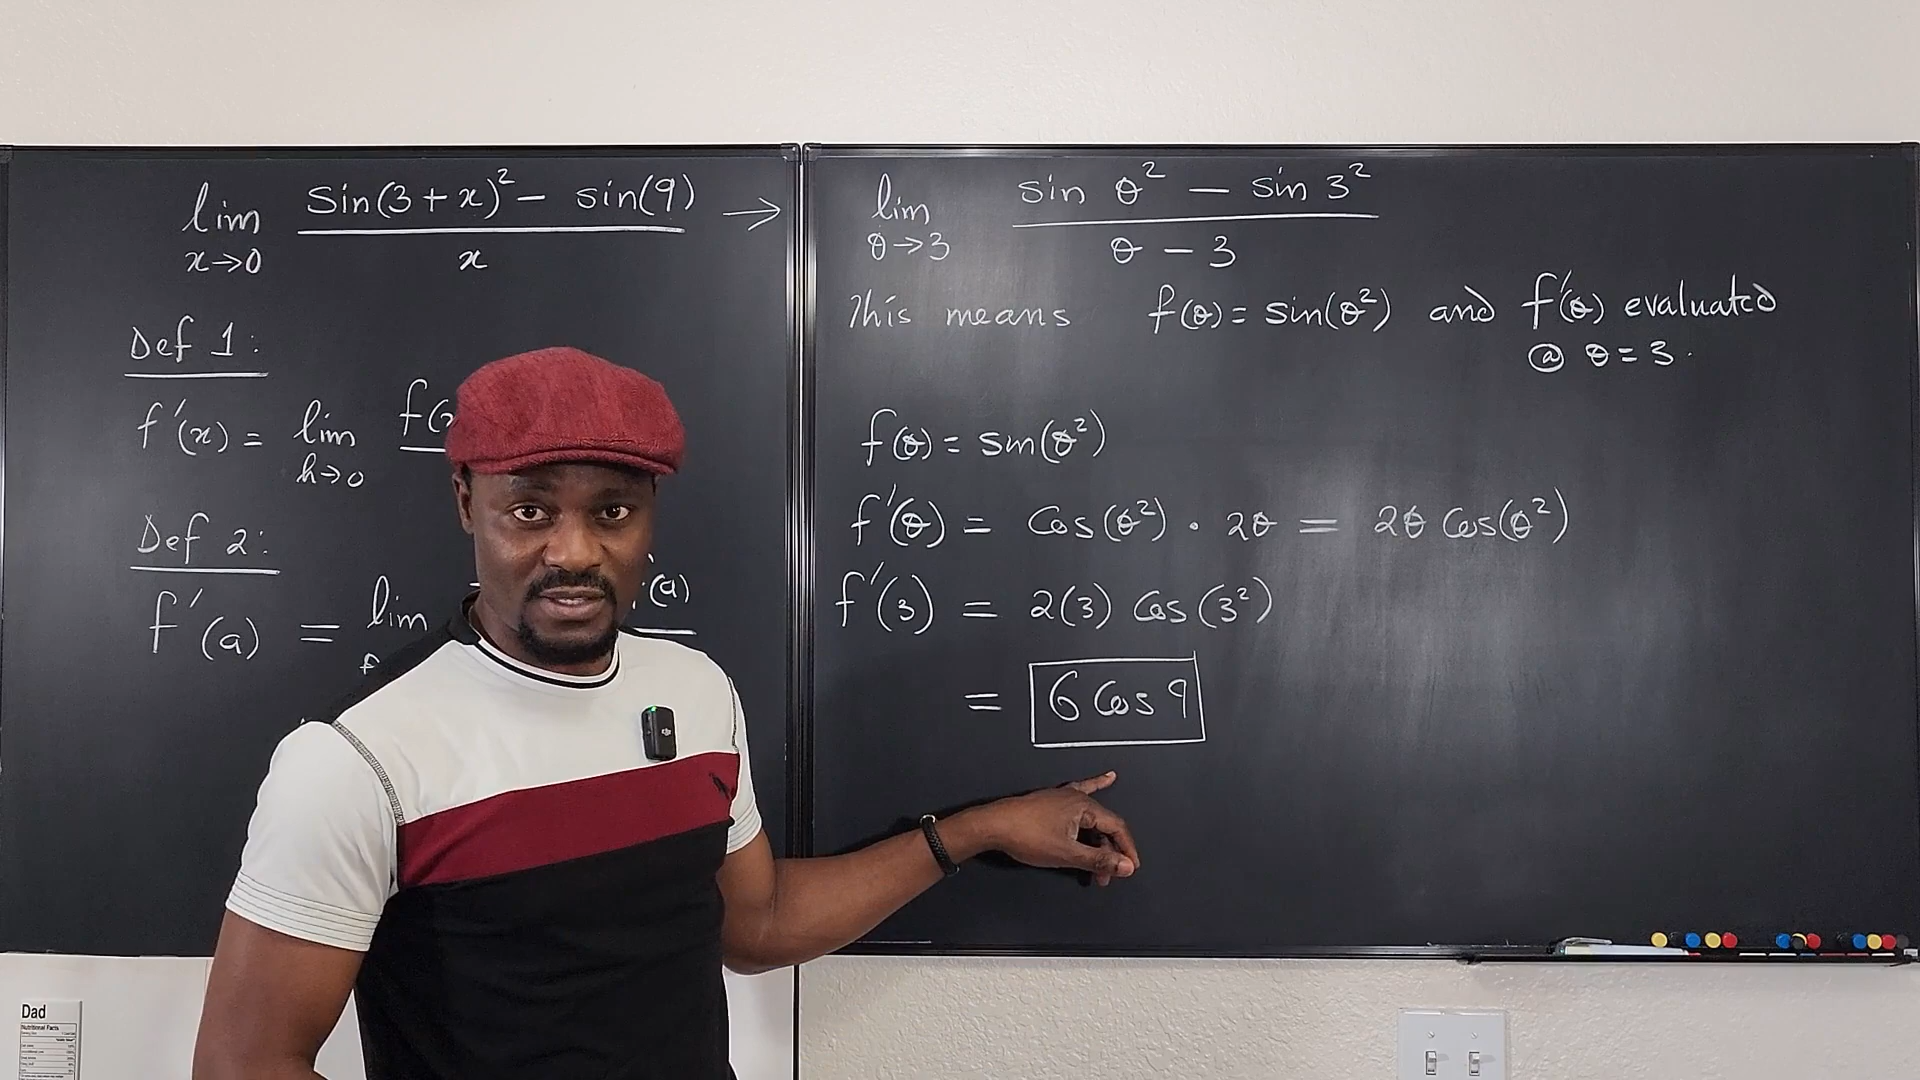 lim x→0 Sin(3+x)² − sin(9) / x →
Def 1:
f'(x) = lim h→0
Def 2:
f'(a) = lim (a)
lim θ→3 sin θ² − sin 3² / θ − 3
This means f(θ) = sin(θ²) and f'(θ) evaluated
@ θ = 3.
f(θ) = sin(θ²)
f'(θ) = Cos(θ²) · 2θ = 2θ Cos(θ²)
f'(3) = 2(3) Cos(3²)
= 6 Cos 9
Dad
Nutritional Facts